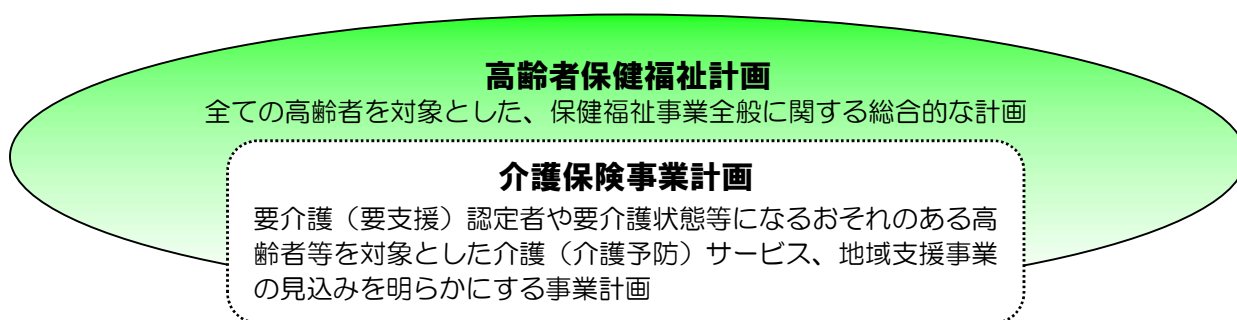 高齢者保健福祉計画
全ての高齢者を対象とした、保健福祉事業全般に関する総合的な計画
介護保険事業計画
要介護（要支援）認定者や要介護状態等になるおそれのある高
齢者等を対象とした介護（介護予防）サービス、地域支援事業
の見込みを明らかにする事業計画